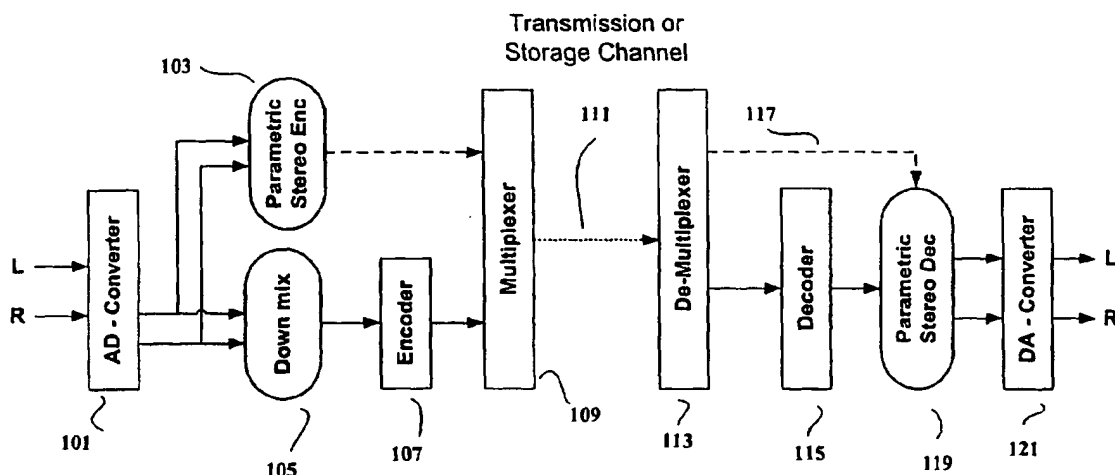 Transmission or
Storage Channel
103
Parametric
Stereo Enc
111
117
L
R
AD - Converter
Down mix
Encoder
Multiplexer
De-Multiplexer
Decoder
Parametric
Stereo Dec
DA - Converter
L
R
101
105
107
109
113
115
119
121